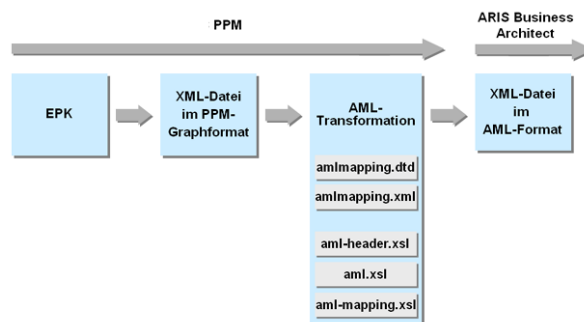 PPM
ARIS Business
Architect
EPK
XML-Datei
im PPM-
Graphformat
AML-
Transformation
amlmapping.dtd
amlmapping.xml
aml-header.xsl
aml.xsl
aml-mapping.xsl
XML-Datei
im
AML-Format